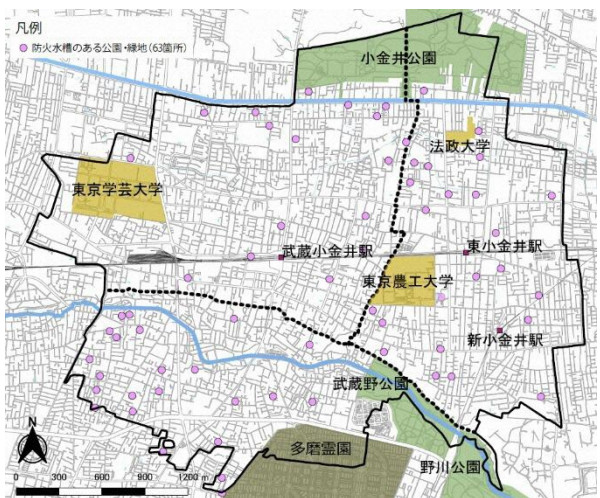 凡例
防火水槽のある公園・緑地(63箇所)
小金井公園
法政大学
東京学芸大学
武蔵小金井駅
東小金井駅
東京農工大学
新小金井駅
武蔵野公園
多磨霊園
野川公園
N
0 300 600 900 1200 m